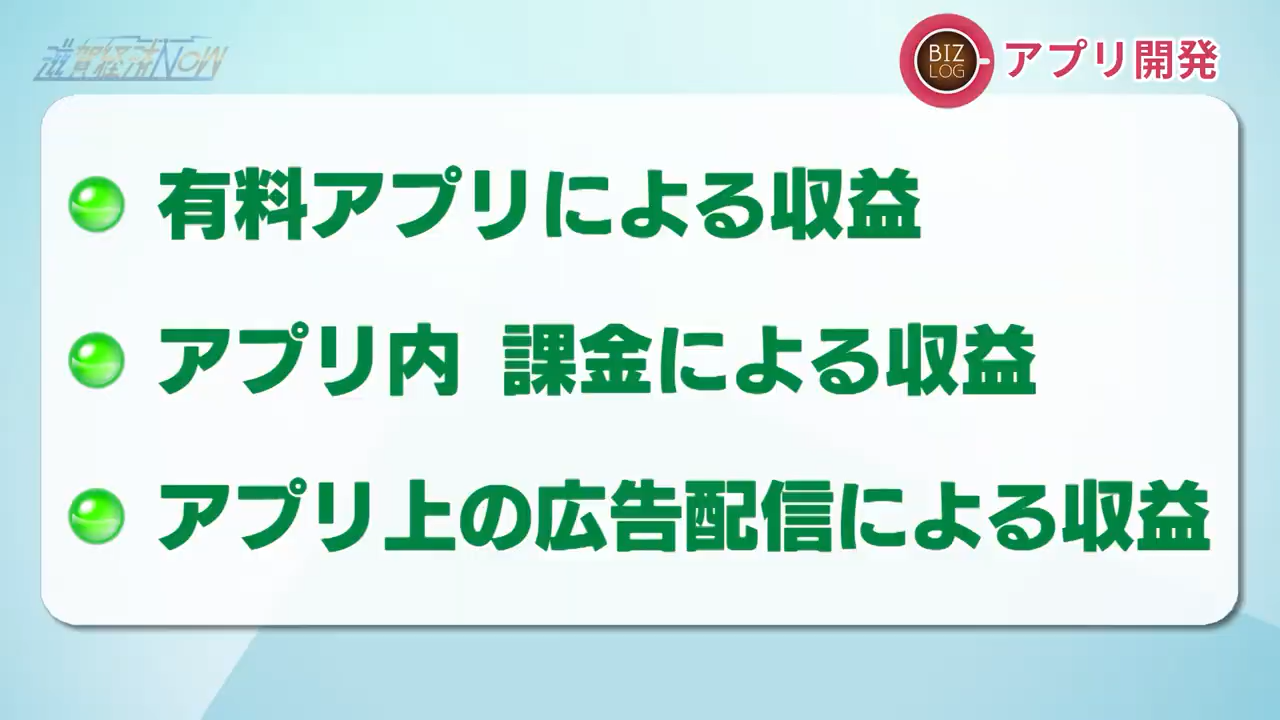 滋賀経済NOW
BIZ
LOG
アプリ開発
有料アプリによる収益
アプリ内 課金による収益
アプリ上の広告配信による収益